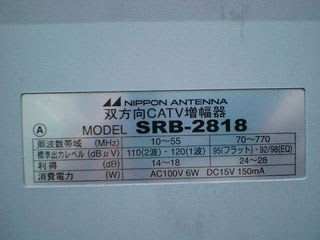 NIPPON ANTENNA
双方向CATV増幅器
Ⓐ MODEL SRB-2818
周波数帯域 (MHz) 10～55 70～770
標準出力レベル (dBμV) 110(2波)・120(1波) 95(フラット)・92/98(EQ)
利得 (dB) 14～18 24～28
消費電力 (W) AC100V 6W DC15V 150mA